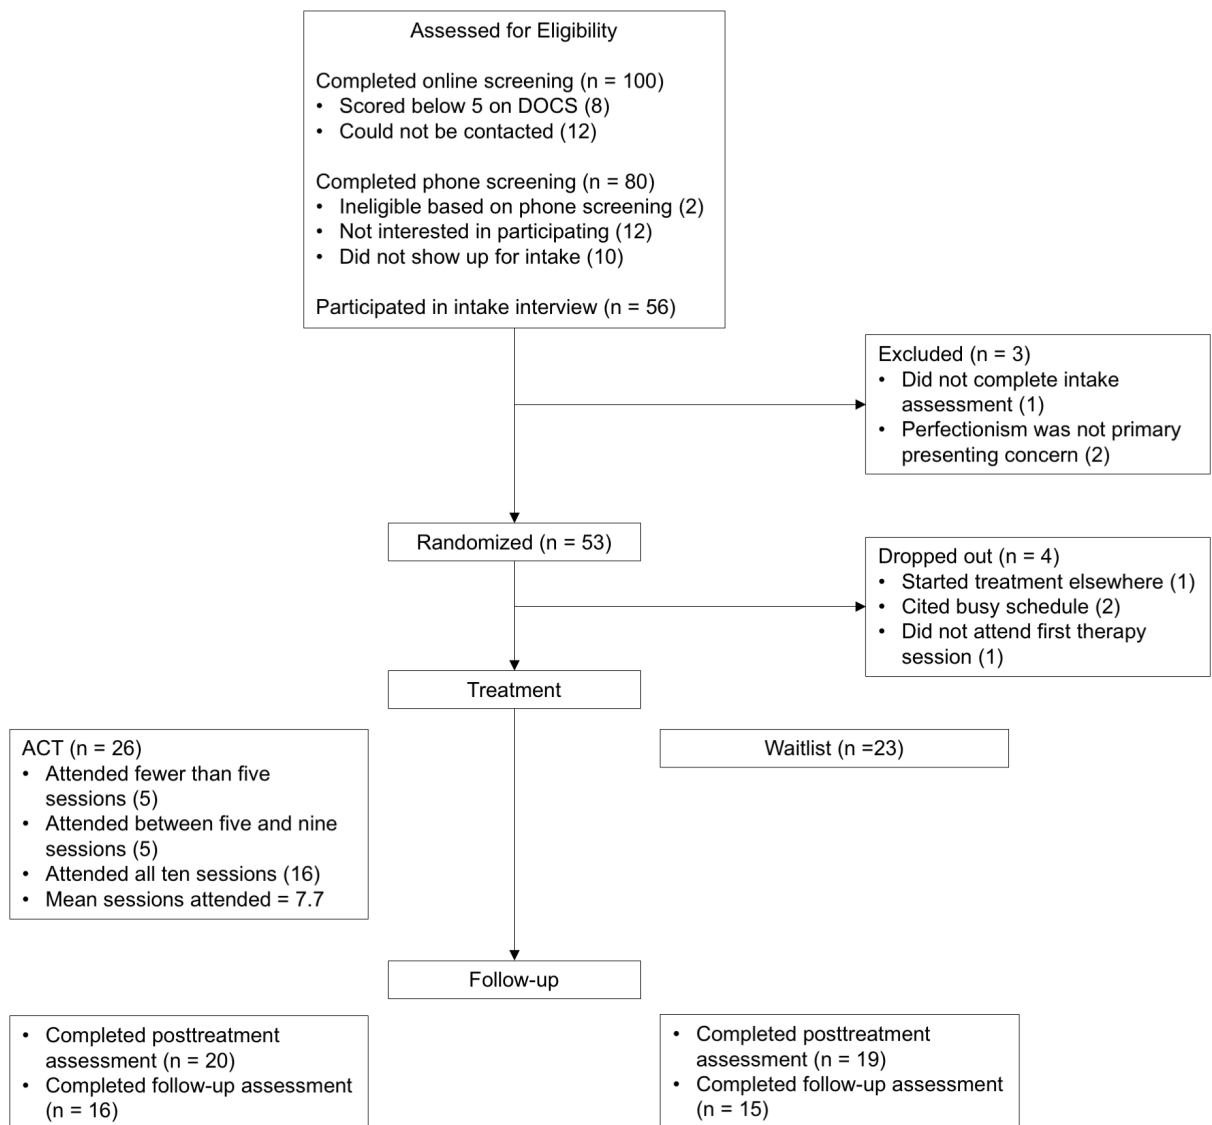 Assessed for Eligibility
Completed online screening (n = 100)
• Scored below 5 on DOCS (8)
• Could not be contacted (12)
Completed phone screening (n = 80)
• Ineligible based on phone screening (2)
• Not interested in participating (12)
• Did not show up for intake (10)
Participated in intake interview (n = 56)
Excluded (n = 3)
• Did not complete intake
assessment (1)
• Perfectionism was not primary
presenting concern (2)
Randomized (n = 53)
Dropped out (n = 4)
• Started treatment elsewhere (1)
• Cited busy schedule (2)
• Did not attend first therapy
session (1)
Treatment
ACT (n = 26)
• Attended fewer than five
sessions (5)
• Attended between five and nine
sessions (5)
• Attended all ten sessions (16)
• Mean sessions attended = 7.7
Waitlist (n =23)
Follow-up
• Completed posttreatment
assessment (n = 20)
• Completed follow-up assessment
(n = 16)
• Completed posttreatment
assessment (n = 19)
• Completed follow-up assessment
(n = 15)